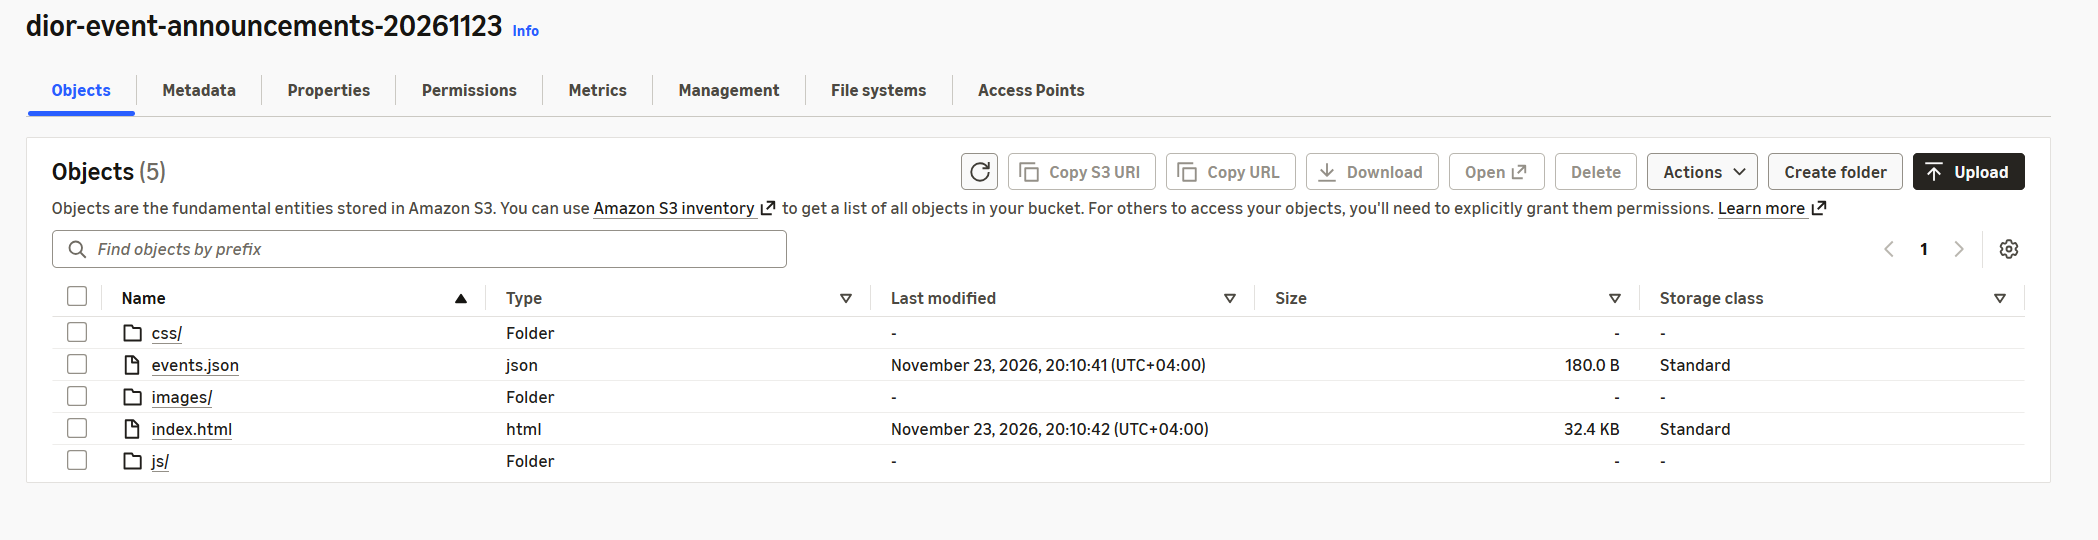 dior-event-announcements-20261123 Info
Objects Metadata Properties Permissions Metrics Management File systems Access Points
Objects (5) Copy S3 URI Copy URL Download Open Delete Actions Create folder Upload
Objects are the fundamental entities stored in Amazon S3. You can use Amazon S3 inventory to get a list of all objects in your bucket. For others to access your objects, you'll need to explicitly grant them permissions. Learn more
Find objects by prefix 1
Name Type Last modified Size Storage class
css/ Folder - - -
events.json json November 23, 2026, 20:10:41 (UTC+04:00) 180.0 B Standard
images/ Folder - - -
index.html html November 23, 2026, 20:10:42 (UTC+04:00) 32.4 KB Standard
js/ Folder - - -